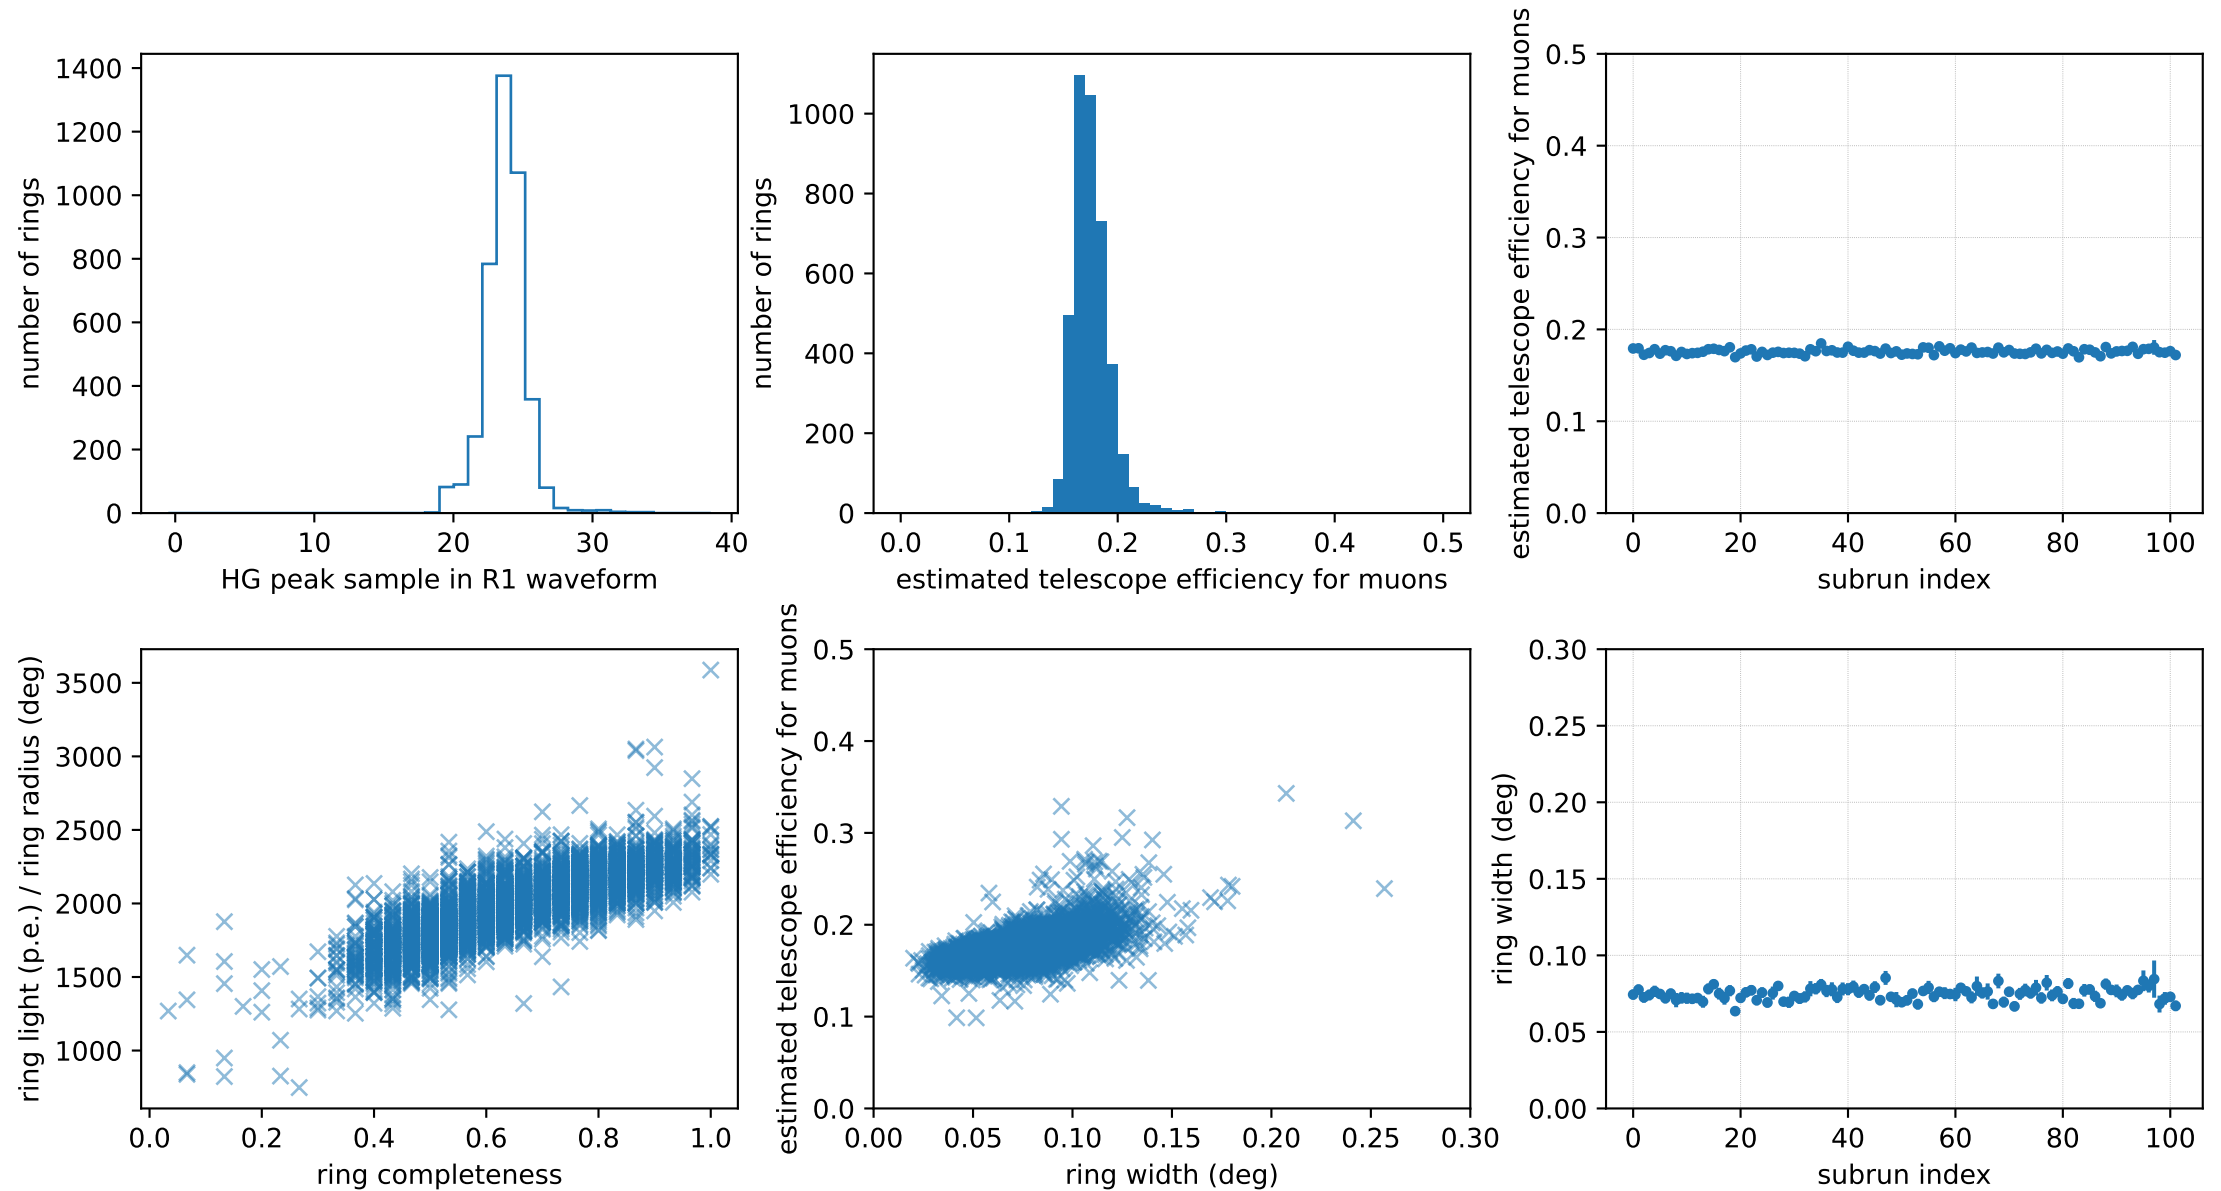 1400
1200
1000
800
600
400
200
0
number of rings
0 10 20 30 40
HG peak sample in R1 waveform
1000
800
600
400
200
0
number of rings
0.0 0.1 0.2 0.3 0.4 0.5
estimated telescope efficiency for muons
0.5
0.4
0.3
0.2
0.1
0.0
estimated telescope efficiency for muons
0 20 40 60 80 100
subrun index
3500
3000
2500
2000
1500
1000
ring light (p.e.) / ring radius (deg)
0.0 0.2 0.4 0.6 0.8 1.0
ring completeness
0.5
0.4
0.3
0.2
0.1
0.0
estimated telescope efficiency for muons
0.00 0.05 0.10 0.15 0.20 0.25 0.30
ring width (deg)
0.30
0.25
0.20
0.15
0.10
0.05
0.00
ring width (deg)
0 20 40 60 80 100
subrun index